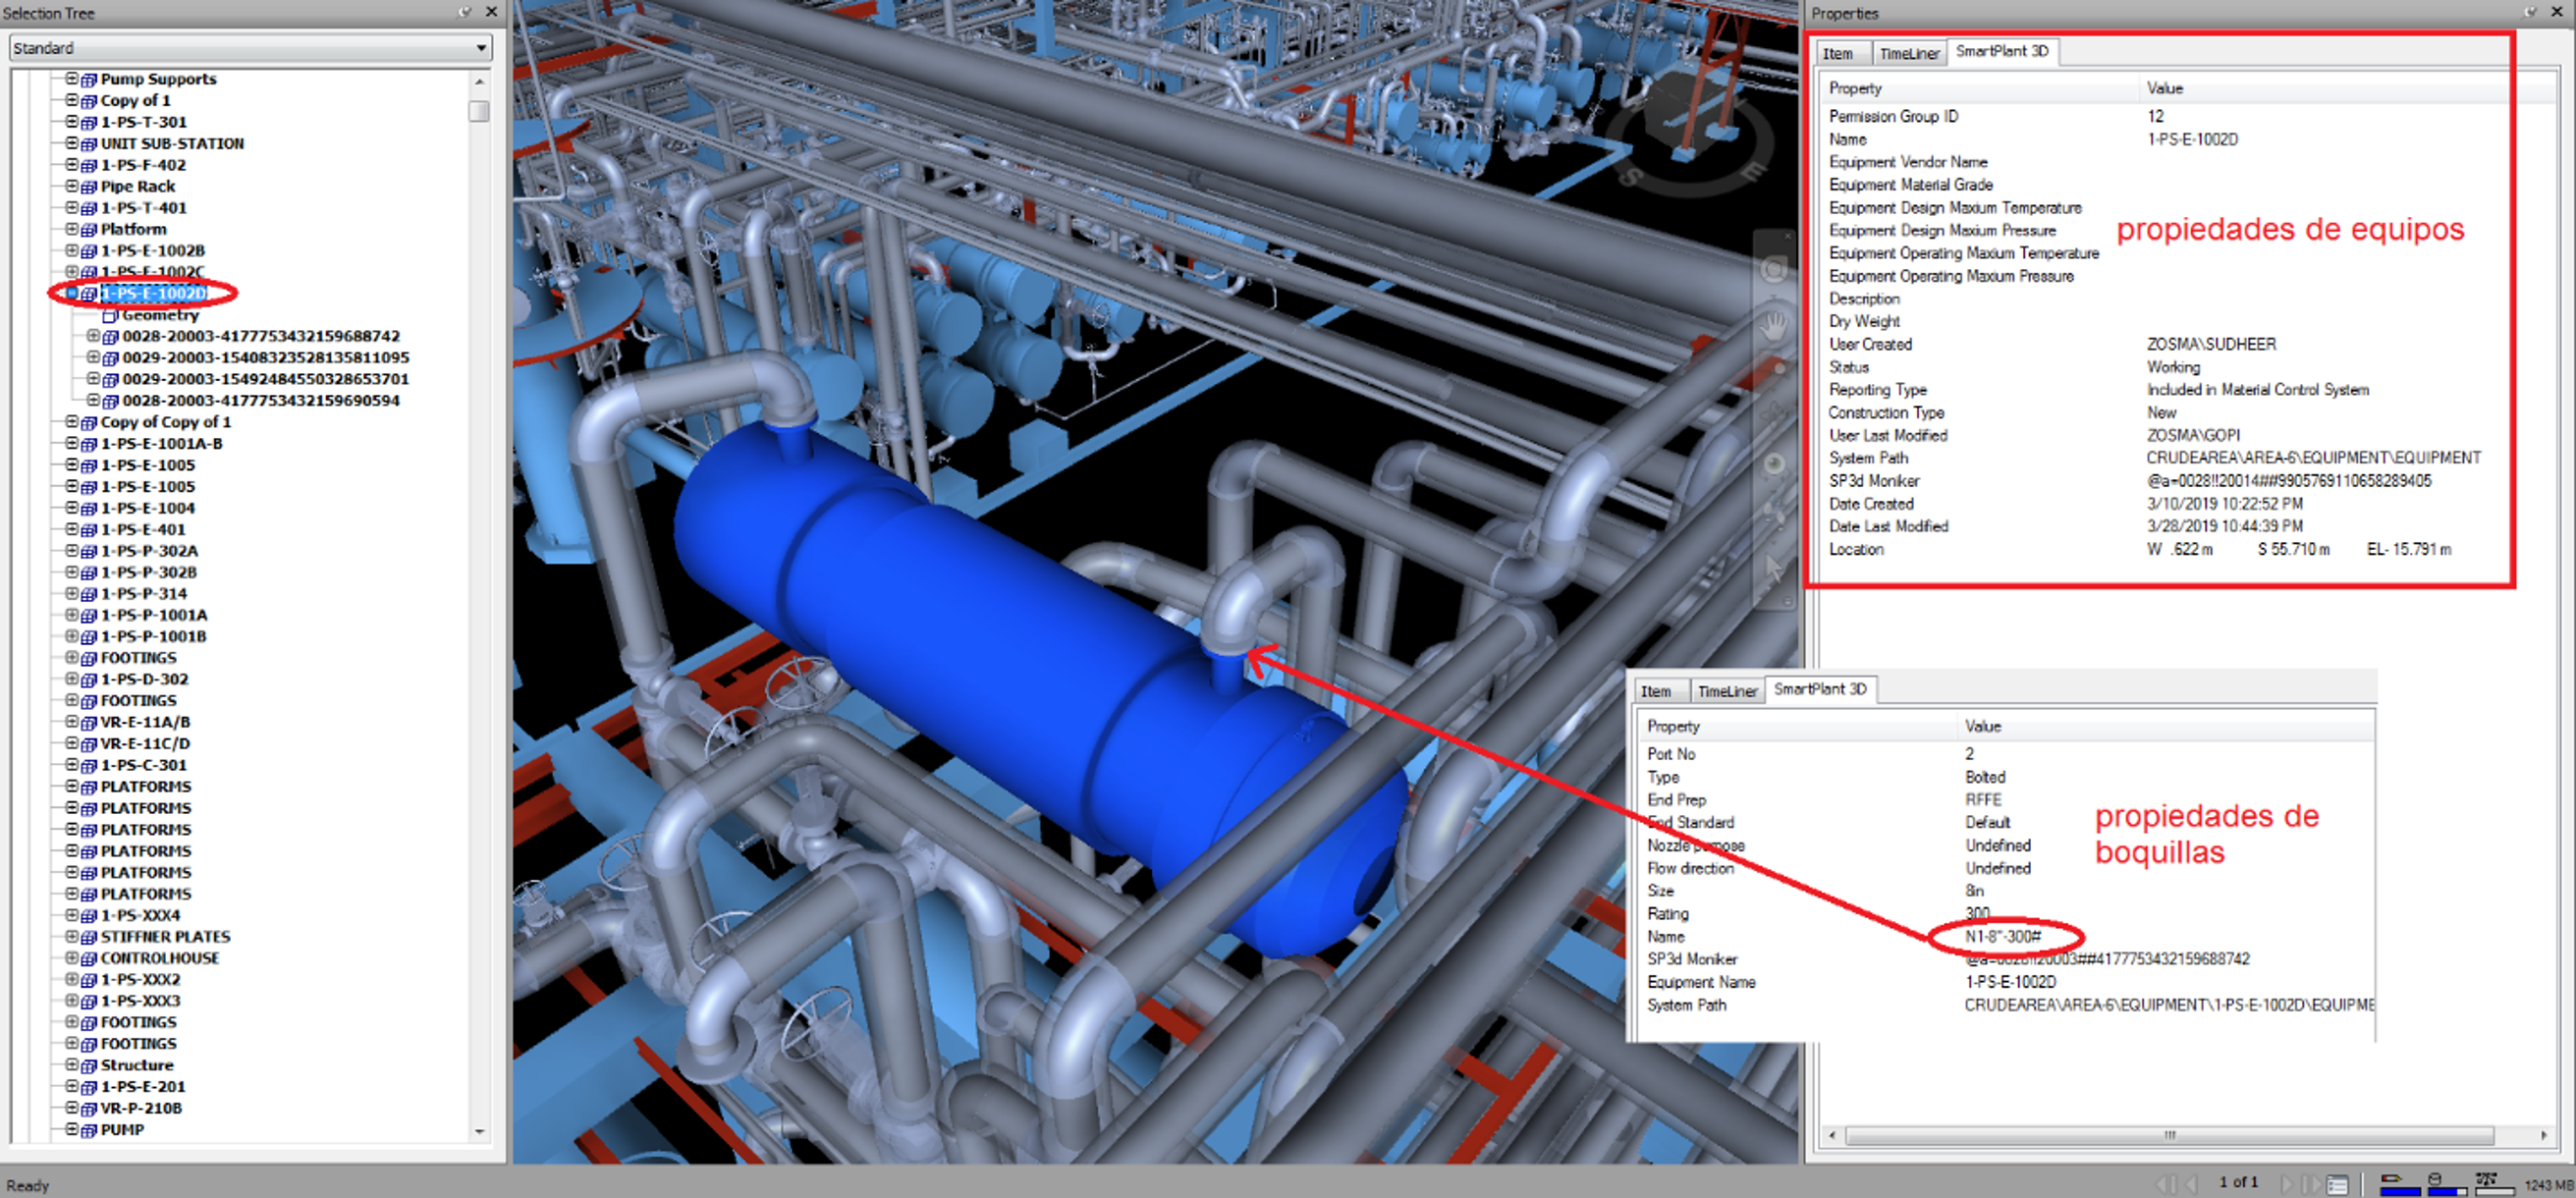 Selection Tree
Standard
Pump Supports
Copy of 1
1-PS-T-301
UNIT SUB-STATION
1-PS-F-402
Pipe Rack
1-PS-T-401
Platform
1-PS-E-1002B
1-PS-E-1002C
1-PS-E-1002D
Geometry
0028-20003-4177753432159688742
0029-20003-15408323528135811095
0029-20003-15492484550328653701
0028-20003-4177753432159690594
Copy of Copy of 1
1-PS-E-1001A-B
1-PS-E-1005
1-PS-E-1005
1-PS-E-1004
1-PS-E-401
1-PS-P-302A
1-PS-P-302B
1-PS-P-314
1-PS-P-1001A
1-PS-P-1001B
FOOTINGS
1-PS-D-302
FOOTINGS
VR-E-11A/B
VR-E-11C/D
1-PS-C-301
PLATFORMS
PLATFORMS
PLATFORMS
PLATFORMS
PLATFORMS
PLATFORMS
1-PS-XXX4
STIFFNER PLATES
CONTROLHOUSE
1-PS-XXX2
1-PS-XXX3
FOOTINGS
FOOTINGS
Structure
1-PS-E-201
VR-P-210B
PUMP
S
E
Properties
Item TimeLiner SmartPlant 3D
Property Value
Permission Group ID 12
Name 1-PS-E-1002D
Equipment Vendor Name
Equipment Material Grade
Equipment Design Maxium Temperature
Equipment Design Maxium Pressure
Equipment Operating Maxium Temperature
Equipment Operating Maxium Pressure
Description
Dry Weight
User Created ZOSMA\SUDHEER
Status Working
Reporting Type Included in Material Control System
Construction Type New
User Last Modified ZOSMA\GOPI
System Path CRUDEAREA\AREA-6\EQUIPMENT\EQUIPMENT
SP3d Moniker @a=0028!!20014##9905769110658289405
Date Created 3/10/2019 10:22:52 PM
Date Last Modified 3/28/2019 10:44:39 PM
Location W .622 m S 55.710 m EL- 15.791 m
propiedades de equipos
Item TimeLiner SmartPlant 3D
Property Value
Port No 2
Type Bolted
End Prep RFFE
End Standard Default
Nozzle purpose Undefined
Flow direction Undefined
Size 8in
Rating 300
Name N1-8"-300#
SP3d Moniker @a=0028!!20003##4177753432159688742
Equipment Name 1-PS-E-1002D
System Path CRUDEAREA\AREA-6\EQUIPMENT\1-PS-E-1002D\EQUIPME
propiedades de
boquillas
Ready
1 of 1
1243 MB